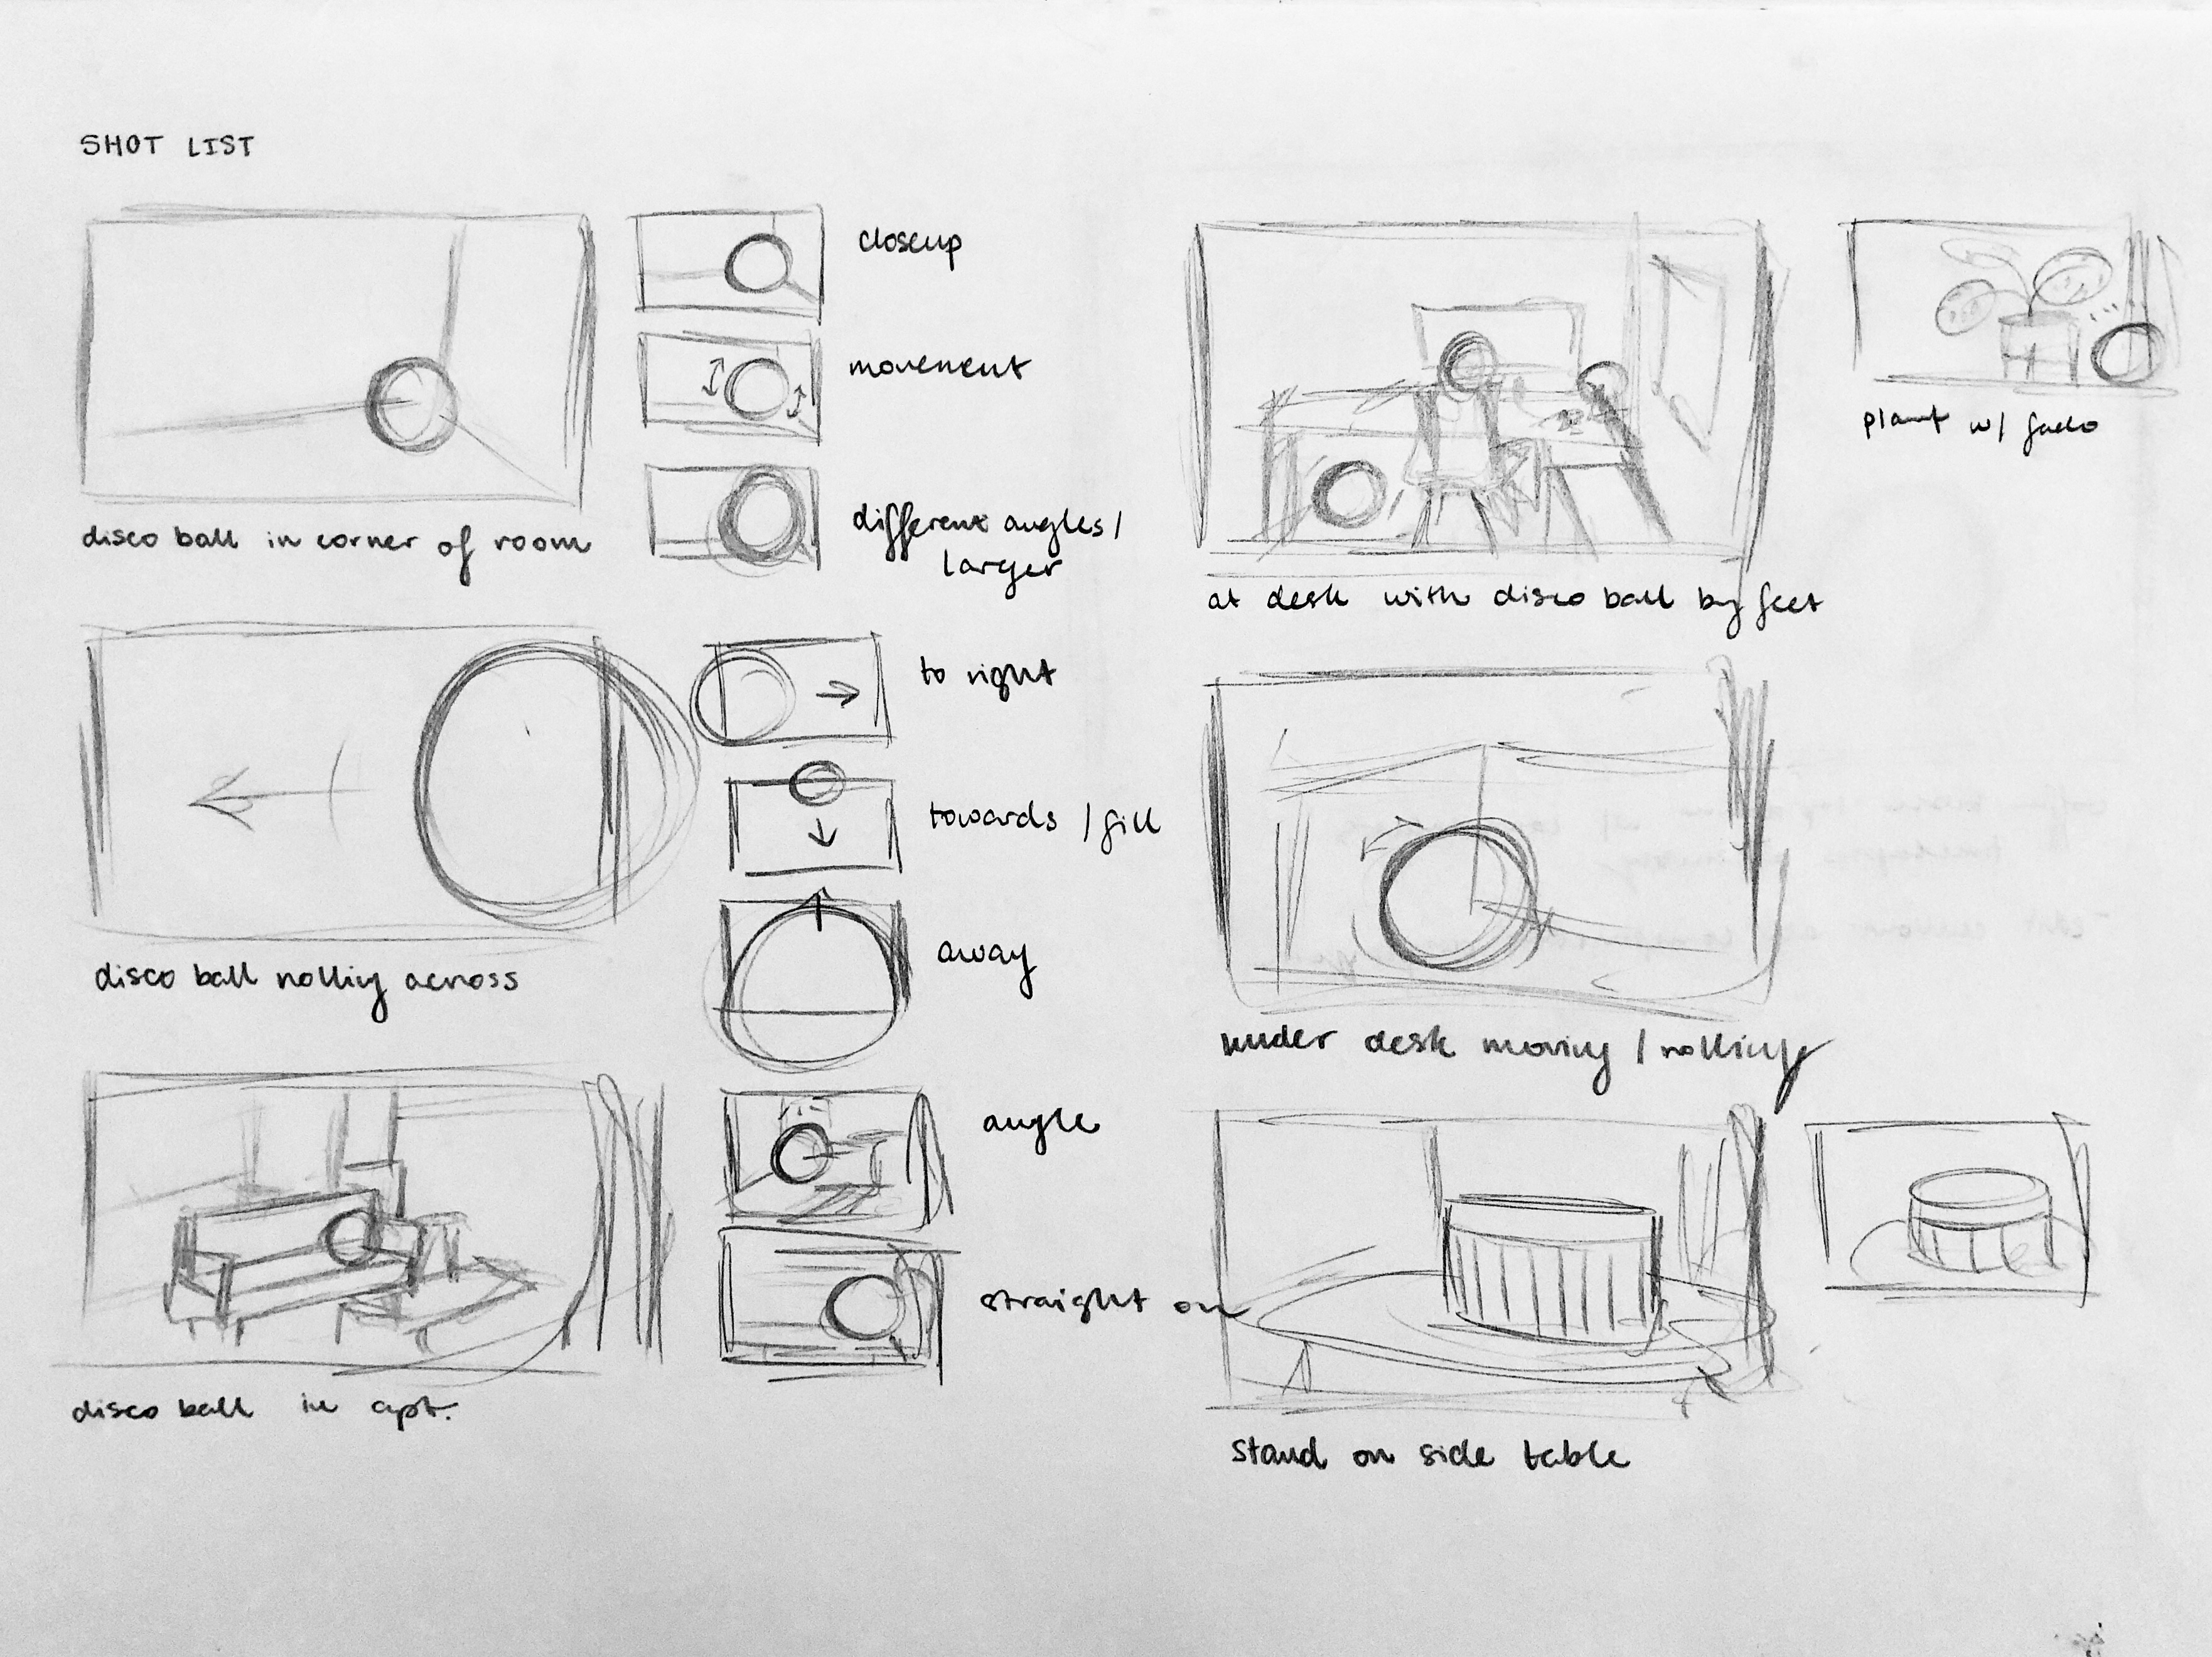 SHOT LIST
disco ball in corner of room
closeup
movement
different angles /
larger
disco ball rolling across
to right
towards / fill
away
disco ball in apt.
angle
straight on
at desk with disco ball by feet
plant w/ fado
under desk moving / rolling
stand on side table